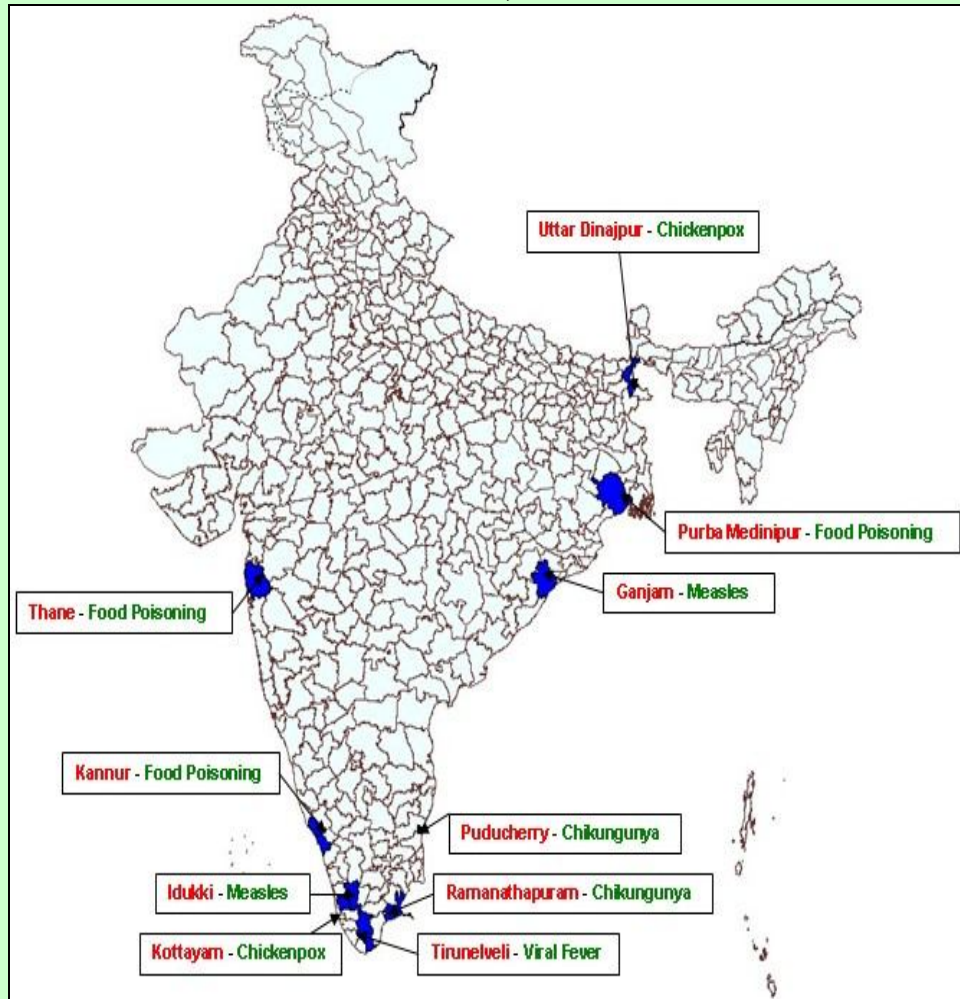 Uttar Dinajpur - Chickenpox
Purba Medinipur - Food Poisoning
Ganjam - Measles
Thane - Food Poisoning
Kannur - Food Poisoning
Puducherry - Chikungunya
Idukki - Measles
Ramanathapuram - Chikungunya
Kottayam - Chickenpox
Tirunelveli - Viral Fever